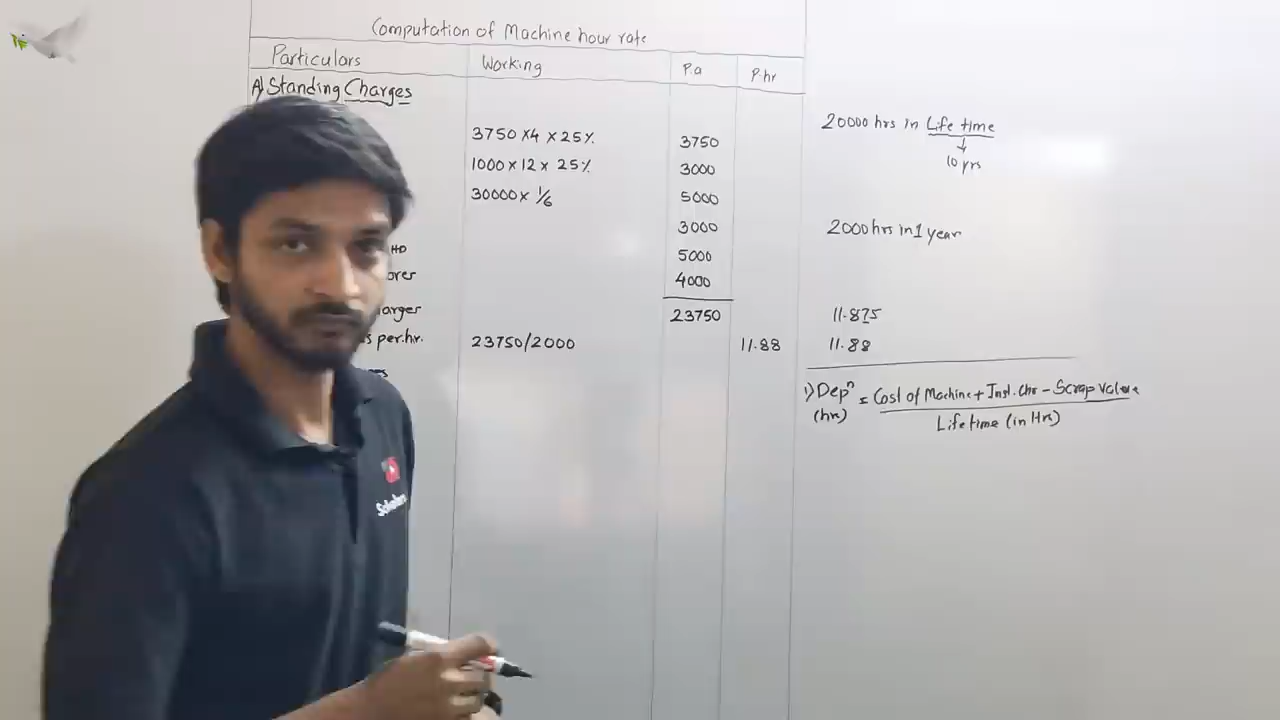 Computation of Machine hour rate
Particulars Working P.a P.hr
A) Standing Charges
3750 x4 x 25% 3750
1000 x 12 x 25% 3000
30000 x 1/6 5000
3000
HD 5000
4000
23750
s per.hr. 23750/2000 11.88
20000 hrs in Life time
↓
10 yrs
2000 hrs in 1 year
11.875
11.88
1) Depⁿ = Cost of Machine + Inst. Chr - Scrap Value
(hr) Life time (in Hrs)